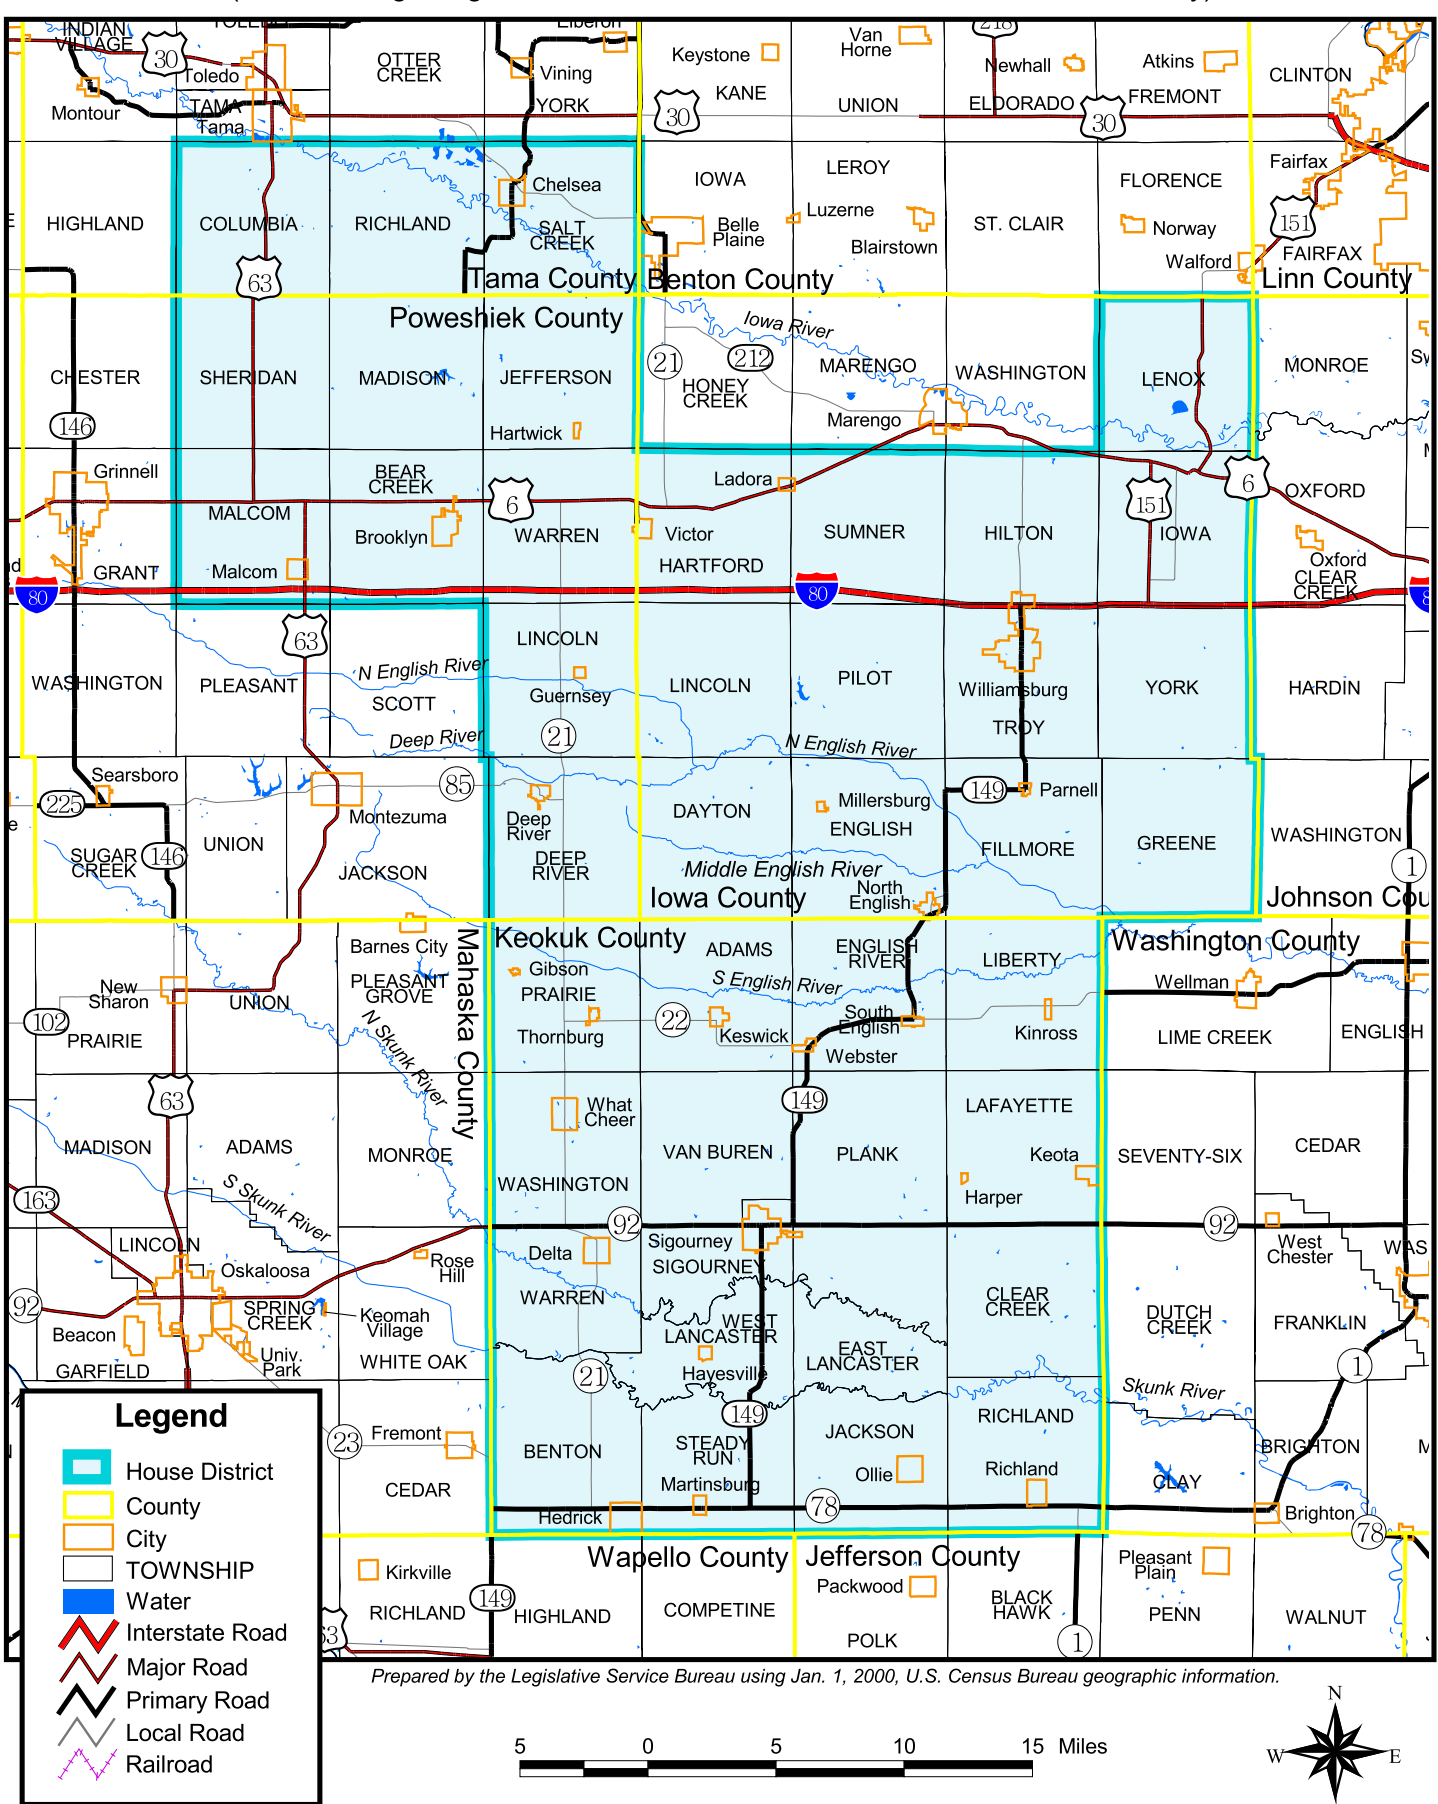 INDIAN
VILLAGE
30
Toledo
OTTER
CREEK
Vining
Keystone
Van
Horne
Newhall
Atkins
CLINTON
Montour
TAMA
Tama
YORK
30
KANE
UNION
ELDORADO
30
FREMONT
Fairfax
HIGHLAND
COLUMBIA
RICHLAND
Chelsea
SALT
CREEK
IOWA
Belle
Plaine
LEROY
Luzerne
Blairstown
ST. CLAIR
FLORENCE
Norway
Walford
151
FAIRFAX
63
Tama County
Benton County
Linn County
Poweshiek County
Iowa River
CHESTER
SHERIDAN
MADISON
JEFFERSON
21
212
HONEY
CREEK
MARENGO
WASHINGTON
LENOX
MONROE
146
Hartwick
Marengo
Grinnell
BEAR
CREEK
6
Ladora
6
OXFORD
MALCOM
Brooklyn
WARREN
Victor
SUMNER
HILTON
151
IOWA
GRANT
Malcom
HARTFORD
Oxford
CLEAR
CREEK
80
80
63
LINCOLN
WASHINGTON
PLEASANT
N English River
SCOTT
Guernsey
LINCOLN
PILOT
Williamsburg
YORK
HARDIN
Deep River
21
N English River
TROY
Searsboro
225
85
Montezuma
Deep
River
DAYTON
Millersburg
ENGLISH
149
Parnell
SUGAR
CREEK
146
UNION
JACKSON
DEEP
RIVER
Middle English River
FILLMORE
GREENE
WASHINGTON
1
Iowa County
North
English
Johnson Cou
Barnes City
Mahaska County
Keokuk County
ADAMS
ENGLISH
RIVER
LIBERTY
Washington County
New
Sharon
UNION
PLEASANT
GROVE
Gibson
PRAIRIE
S English River
Wellman
102
PRAIRIE
N Skunk River
Thornburg
22
Keswick
South
English
Webster
Kinross
LIME CREEK
ENGLISH
63
What
Cheer
149
LAFAYETTE
MADISON
ADAMS
MONROE
VAN BUREN
PLANK
Keota
SEVENTY-SIX
CEDAR
163
S Skunk River
WASHINGTON
Harper
92
92
LINCOLN
Oskaloosa
Rose
Hill
Delta
Sigourney
SIGOURNEY
West
Chester
WAS
92
Beacon
SPRING
CREEK
Keomah
Village
WARREN
WEST
LANCASTER
CLEAR
CREEK
DUTCH
CREEK
FRANKLIN
GARFIELD
Univ.
Park
WHITE OAK
21
Hayesville
EAST
LANCASTER
1
Skunk River
149
RICHLAND
23
Fremont
BENTON
STEADY
RUN
JACKSON
BRIGHTON
CEDAR
Martinsburg
Ollie
Richland
CLAY
Hedrick
78
Brighton
78
Wapello County
Jefferson County
Kirkville
149
Packwood
Pleasant
Plain
RICHLAND
HIGHLAND
COMPETINE
POLK
BLACK
HAWK
1
PENN
WALNUT
Legend
House District
County
City
TOWNSHIP
Water
Interstate Road
Major Road
Primary Road
Local Road
Railroad
Prepared by the Legislative Service Bureau using Jan. 1, 2000, U.S. Census Bureau geographic information.
5 0 5 10 15 Miles
N
W E
S